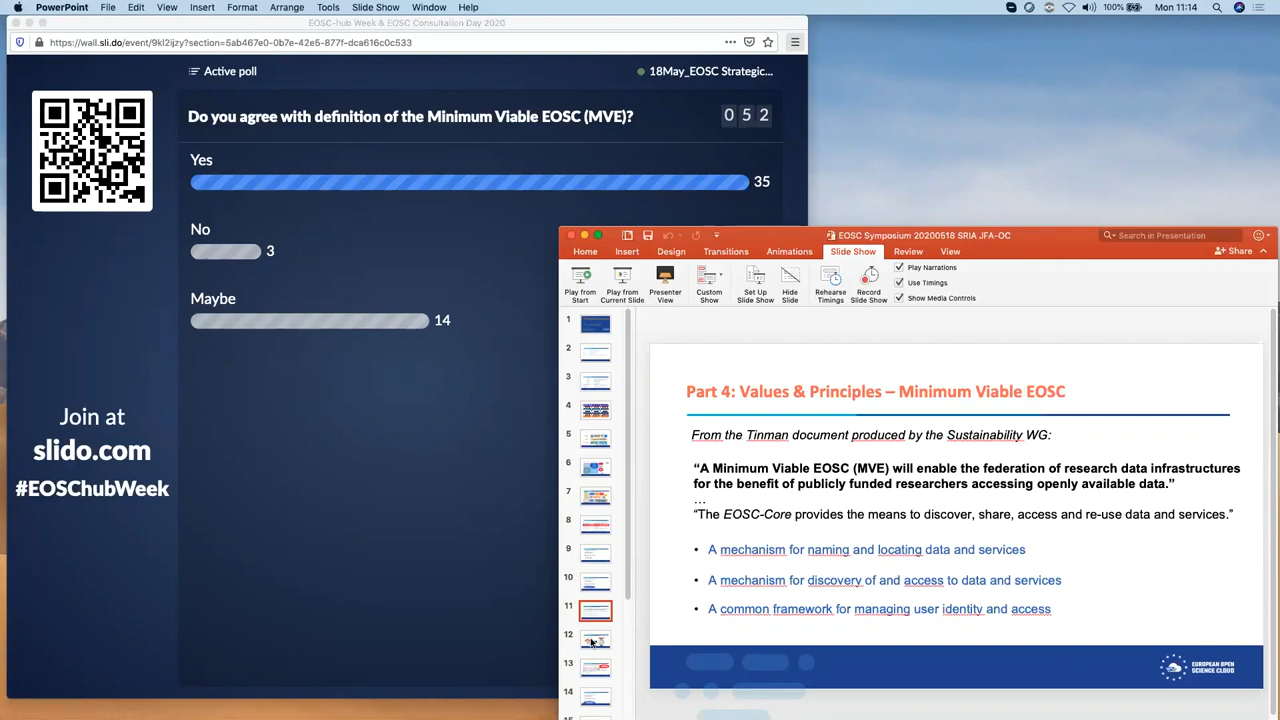 PowerPoint File Edit View Insert Format Arrange Tools Slide Show Window Help
100% Mon 11:14
EOSC-hub Week & EOSC Consultation Day 2020
https://wall.sli.do/event/9kl2ijzy?section=5ab467e0-0b7e-42e5-877f-dca616c0c533
Active poll
18May_EOSC Strategic...
Do you agree with definition of the Minimum Viable EOSC (MVE)?
052
Yes
35
No
3
Maybe
14
Join at
slido.com
#EOSChubWeek
EOSC Symposium 20200518 SRIA JFA-OC
Search in Presentation
Home Insert Design Transitions Animations Slide Show Review View
Share
Play from Start
Play from Current Slide
Presenter View
Custom Show
Set Up Slide Show
Hide Slide
Rehearse Timings
Record Slide Show
Play Narrations
Use Timings
Show Media Controls
1
2
3
4
5
6
7
8
9
10
11
12
13
14
Part 4: Values & Principles – Minimum Viable EOSC
From the Tinman document produced by the Sustainability WG:
“A Minimum Viable EOSC (MVE) will enable the federation of research data infrastructures
for the benefit of publicly funded researchers accessing openly available data.”
…
“The EOSC-Core provides the means to discover, share, access and re-use data and services.”
• A mechanism for naming and locating data and services
• A mechanism for discovery of and access to data and services
• A common framework for managing user identity and access
EUROPEAN OPEN
SCIENCE CLOUD